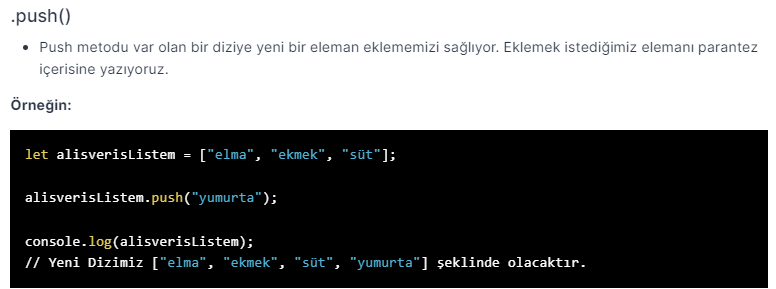 .push()
• Push metodu var olan bir diziye yeni bir eleman eklememizi sağlıyor. Eklemek istediğimiz elemanı parantez
içerisine yazıyoruz.
Örneğin:
let alisverisListem = ["elma", "ekmek", "süt"];
alisverisListem.push("yumurta");
console.log(alisverisListem);
// Yeni Dizimiz ["elma", "ekmek", "süt", "yumurta"] şeklinde olacaktır.